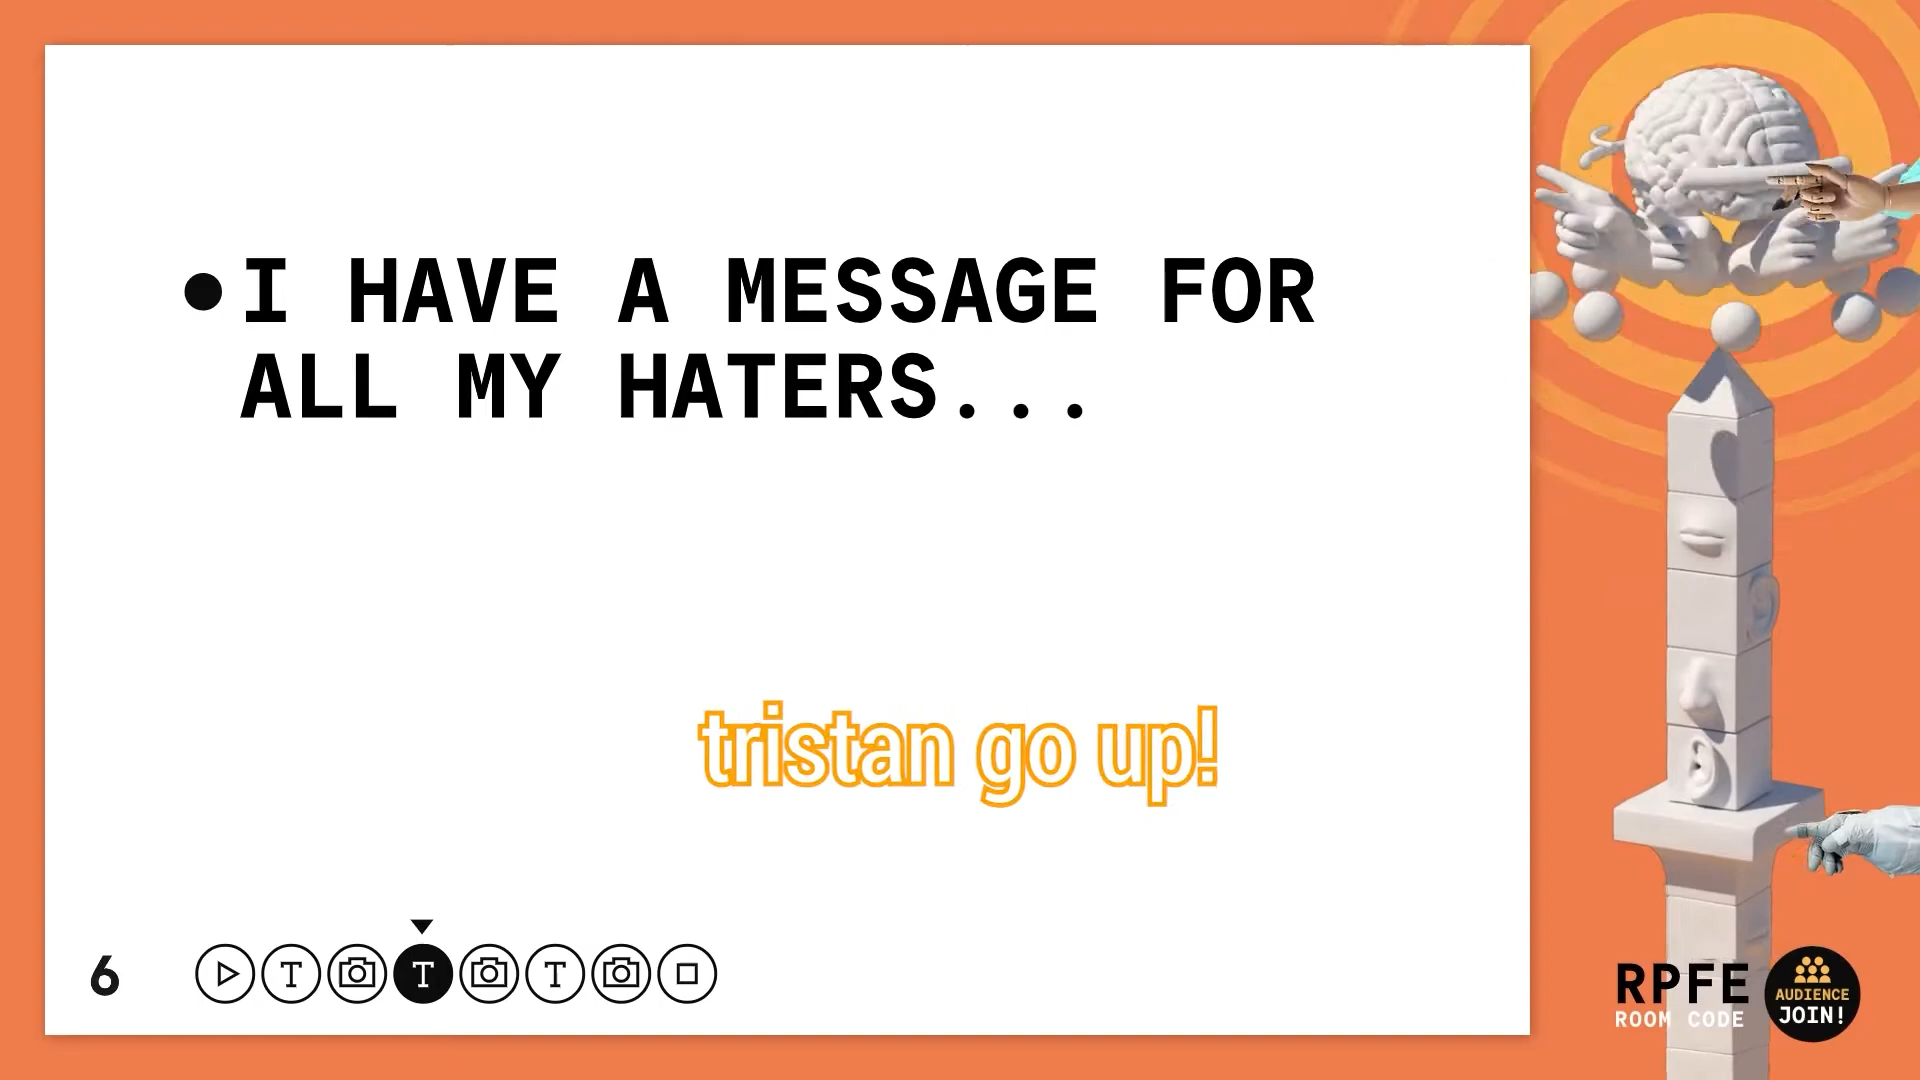 •I HAVE A MESSAGE FOR
ALL MY HATERS...
tristan go up!
6
T T T
RPFE
ROOM CODE
AUDIENCE
JOIN!